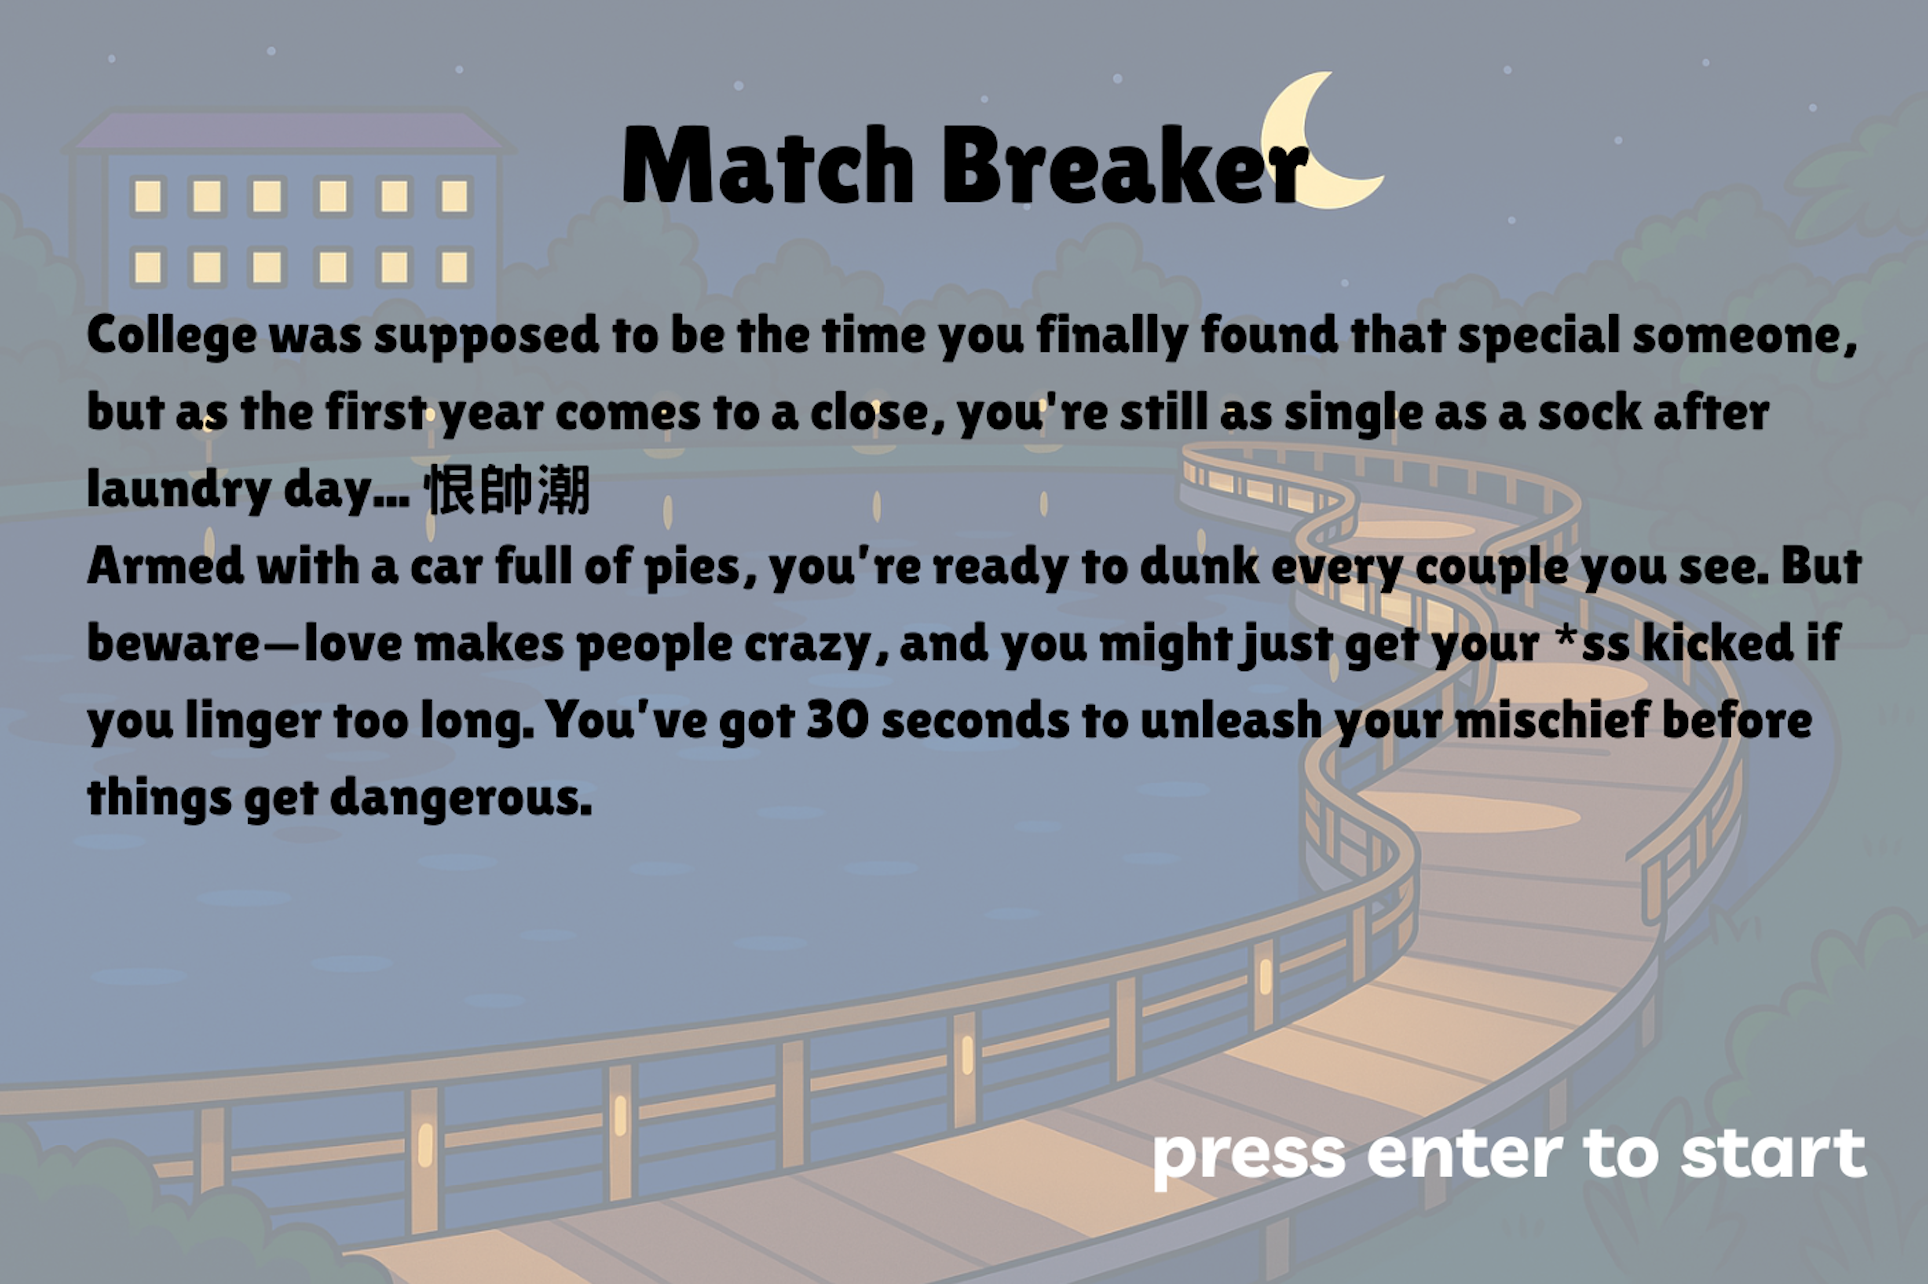 Match Breaker
College was supposed to be the time you finally found that special someone,
but as the first year comes to a close, you're still as single as a sock after
laundry day... 恨帥潮
Armed with a car full of pies, you're ready to dunk every couple you see. But
beware—love makes people crazy, and you might just get your *ss kicked if
you linger too long. You've got 30 seconds to unleash your mischief before
things get dangerous.
press enter to start